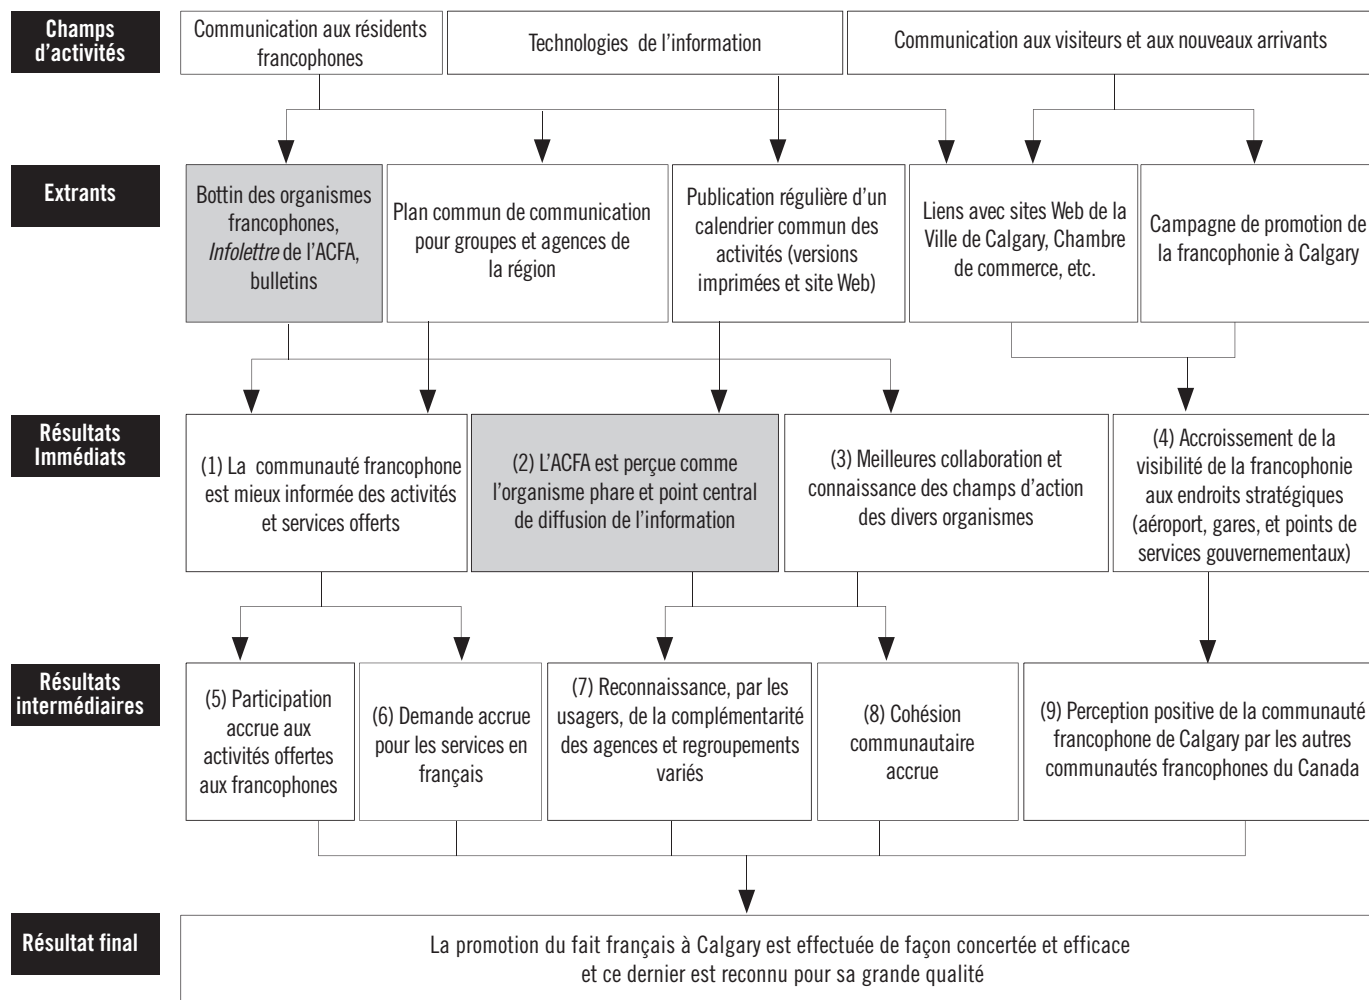 Champs
d'activités
Communication aux résidents
francophones
Technologies de l'information
Communication aux visiteurs et aux nouveaux arrivants
Extrants
Bottin des organismes
francophones,
Infolettre de l'ACFA,
bulletins
Plan commun de communication
pour groupes et agences de
la région
Publication régulière d'un
calendrier commun des
activités (versions
imprimées et site Web)
Liens avec sites Web de la
Ville de Calgary, Chambre
de commerce, etc.
Campagne de promotion de
la francophonie à Calgary
Résultats
Immédiats
(1) La communauté francophone
est mieux informée des activités
et services offerts
(2) L'ACFA est perçue comme
l'organisme phare et point central
de diffusion de l'information
(3) Meilleures collaboration et
connaissance des champs d'action
des divers organismes
(4) Accroissement de la
visibilité de la francophonie
aux endroits stratégiques
(aéroport, gares, et points de
services gouvernementaux)
Résultats
intermédiaires
(5) Participation
accrue aux
activités offertes
aux francophones
(6) Demande accrue
pour les services en
français
(7) Reconnaissance, par les
usagers, de la complémentarité
des agences et regroupements
variés
(8) Cohésion
communautaire
accrue
(9) Perception positive de la communauté
francophone de Calgary par les autres
communautés francophones du Canada
Résultat final
La promotion du fait français à Calgary est effectuée de façon concertée et efficace
et ce dernier est reconnu pour sa grande qualité